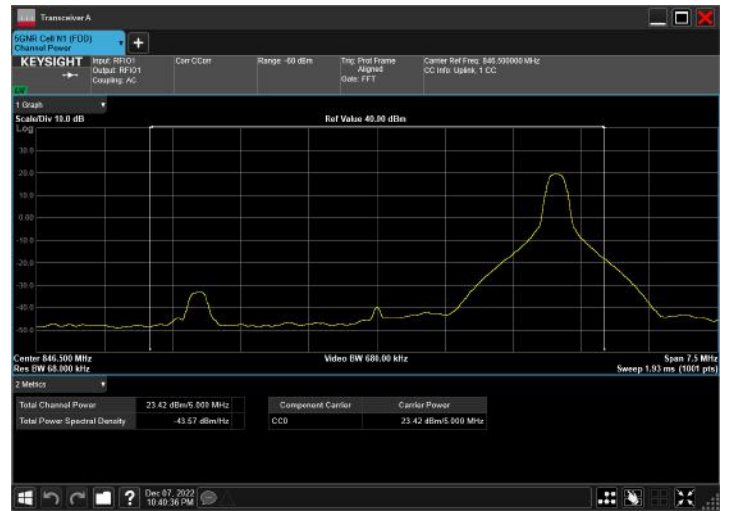 Transceiver A
5GNR Cell N1 (FDD)
Channel Power
+
KEYSIGHT
Input: RFIO1
Output: RFIO1
Coupling: AC
Corr CCorr
Range -60 dBm
Trig: Prdl Frame
Aligned
Gate: FFT
Carrier Ref Freq: 846.500000 MHz
CC Info: Uplink, 1 CC
1 Graph
Scale/Div 10.0 dB
Ref Value 40.00 dBm
Log
30.0
20.0
10.0
0.00
-10.0
-20.0
-30.0
-40.0
-50.0
Center 846.500 MHz
Video BW 680.00 kHz
Span 7.5 MHz
Res BW 68.000 kHz
Sweep 1.93 ms (1001 pts)
2 Metrics
Total Channel Power 23.42 dBm/5.000 MHz
Total Power Spectral Density -43.57 dBm/Hz
Component Carrier Carrier Power
CC0 23.42 dBm/5.000 MHz
?
Dec 07, 2022
10:40:36 PM